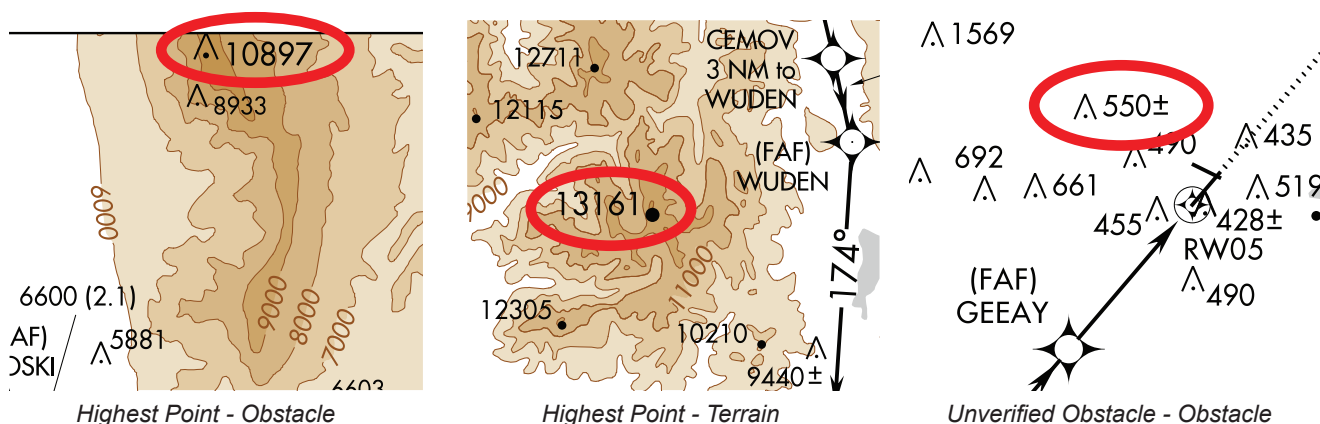 10897
8933
6000
9000
8000
7000
6600 (2.1)
AF)
OSKI
5881
6603
Highest Point - Obstacle
12711
12115
CEMOV
3 NM to
WUDEN
(FAF)
WUDEN
9000
13161
174°
11000
12305
10210
9440±
Highest Point - Terrain
1569
550±
490
435
692
661
519
455
428±
RW05
490
(FAF)
GEEAY
Unverified Obstacle - Obstacle